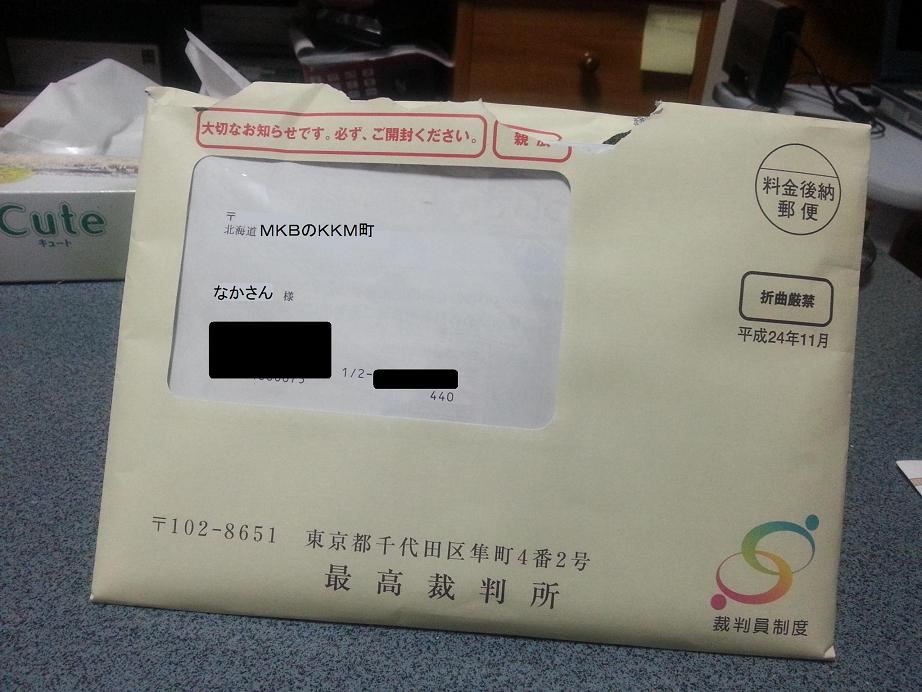 大切なお知らせです。必ず、ご開封ください。
親展
料金後納
郵便
〒
北海道 MKBのKKM町
なかさん 様
折曲厳禁
平成24年11月
1/2-
440
Cute
キュート
〒102-8651 東京都千代田区隼町4番2号
最高裁判所
裁判員制度